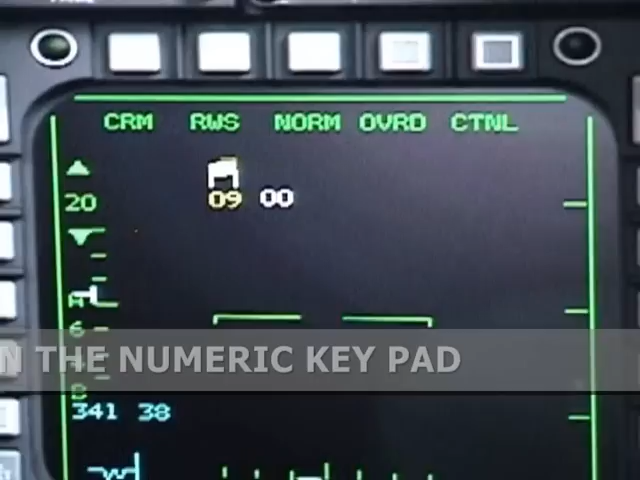 CRM RWS NORM OVRD CTNL
20
09 00
A
6
N THE NUMERIC KEY PAD
B
341 38